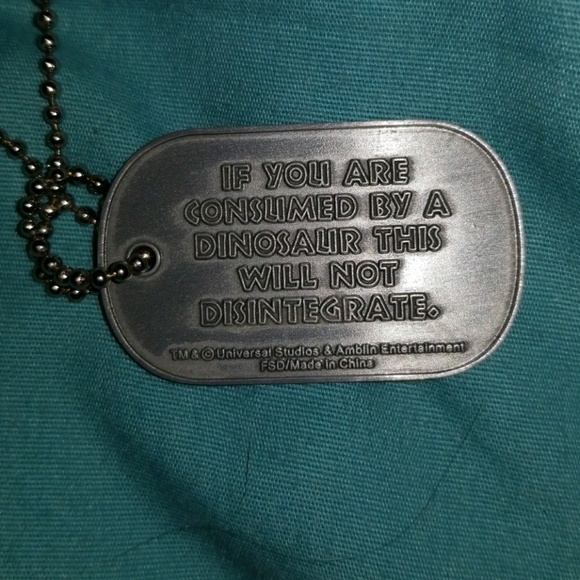 IF YOU ARE
CONSUMED BY A
DINOSAUR THIS
WILL NOT
DISINTEGRATE.
TM & © Universal Studios & Amblin Entertainment
FSD/Made in China